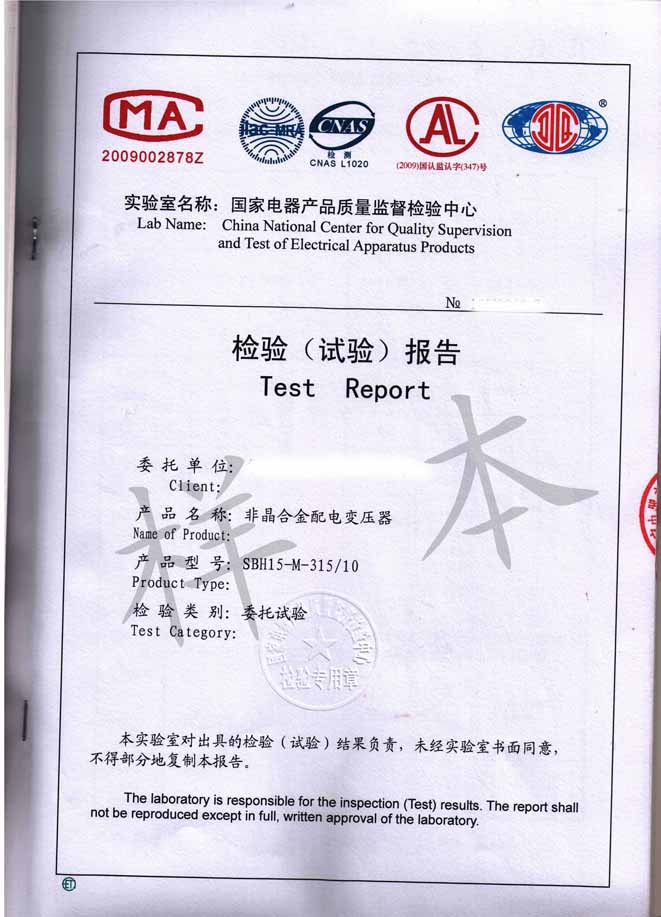 CMA
2009002878Z
ilac-MRA
CNAS
检 测
CNAS L1020
CAL
(2009)国认监认字(347)号
®
实验室名称：国家电器产品质量监督检验中心
Lab Name: China National Center for Quality Supervision
and Test of Electrical Apparatus Products
№
检验（试验）报告
Test Report
样本
委托单位:
Client:
产品名称: 非晶合金配电变压器
Name of Product:
产品型号: SBH15-M-315/10
Product Type:
检验类别: 委托试验
Test Category:
检验专用章
本实验室对出具的检验（试验）结果负责，未经实验室书面同意，
不得部分地复制本报告。
The laboratory is responsible for the inspection (Test) results. The report shall
not be reproduced except in full, written approval of the laboratory.